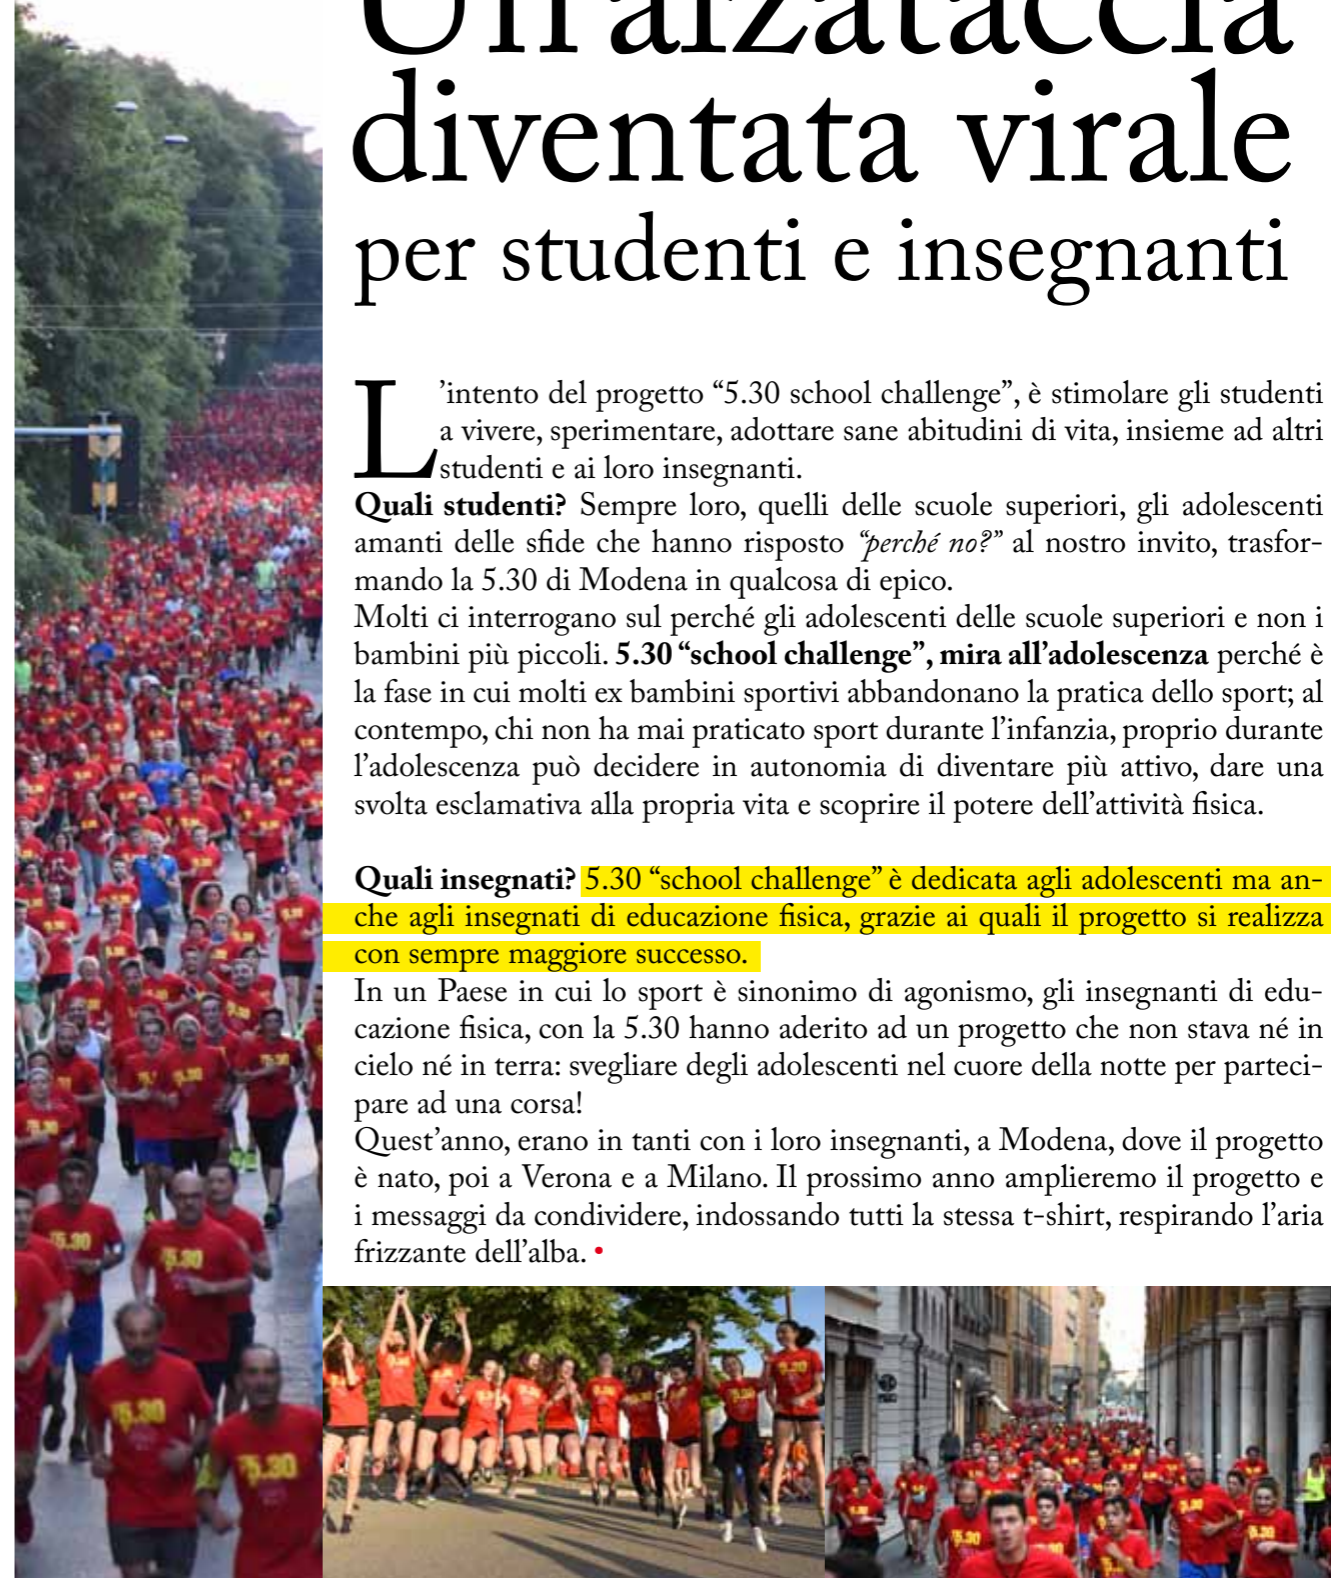 Un'alzataccia
diventata virale
per studenti e insegnanti
L'intento del progetto “5.30 school challenge”, è stimolare gli studenti
a vivere, sperimentare, adottare sane abitudini di vita, insieme ad altri
studenti e ai loro insegnanti.
Quali studenti? Sempre loro, quelli delle scuole superiori, gli adolescenti
amanti delle sfide che hanno risposto “perché no?” al nostro invito, trasfor-
mando la 5.30 di Modena in qualcosa di epico.
Molti ci interrogano sul perché gli adolescenti delle scuole superiori e non i
bambini più piccoli. 5.30 “school challenge”, mira all’adolescenza perché è
la fase in cui molti ex bambini sportivi abbandonano la pratica dello sport; al
contempo, chi non ha mai praticato sport durante l’infanzia, proprio durante
l’adolescenza può decidere in autonomia di diventare più attivo, dare una
svolta esclamativa alla propria vita e scoprire il potere dell’attività fisica.
Quali insegnati? 5.30 “school challenge” è dedicata agli adolescenti ma an-
che agli insegnati di educazione fisica, grazie ai quali il progetto si realizza
con sempre maggiore successo.
In un Paese in cui lo sport è sinonimo di agonismo, gli insegnanti di edu-
cazione fisica, con la 5.30 hanno aderito ad un progetto che non stava né in
cielo né in terra: svegliare degli adolescenti nel cuore della notte per parteci-
pare ad una corsa!
Quest’anno, erano in tanti con i loro insegnanti, a Modena, dove il progetto
è nato, poi a Verona e a Milano. Il prossimo anno amplieremo il progetto e
i messaggi da condividere, indossando tutti la stessa t-shirt, respirando l’aria
frizzante dell’alba. •
5.30
5.30
5.30
5.30